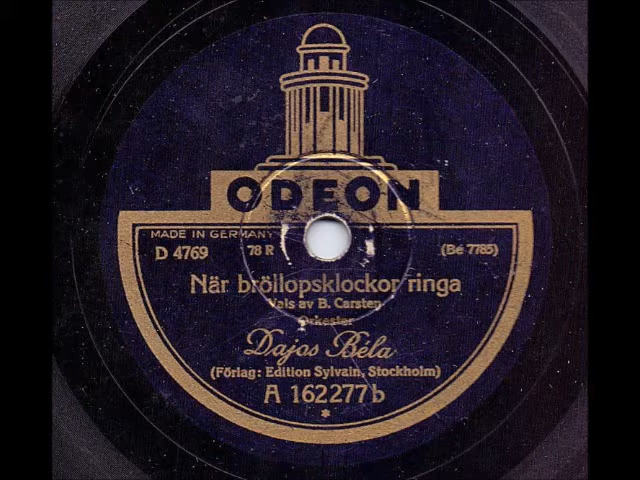 ODEON
MADE IN GERMANY
D 4769 78 R (Bé 7785)
När bröllopsklockor ringa
Vals av B. Carsten
Orkester
Dajos Béla
(Förlag: Edition Sylvain, Stockholm)
A 162277b
*